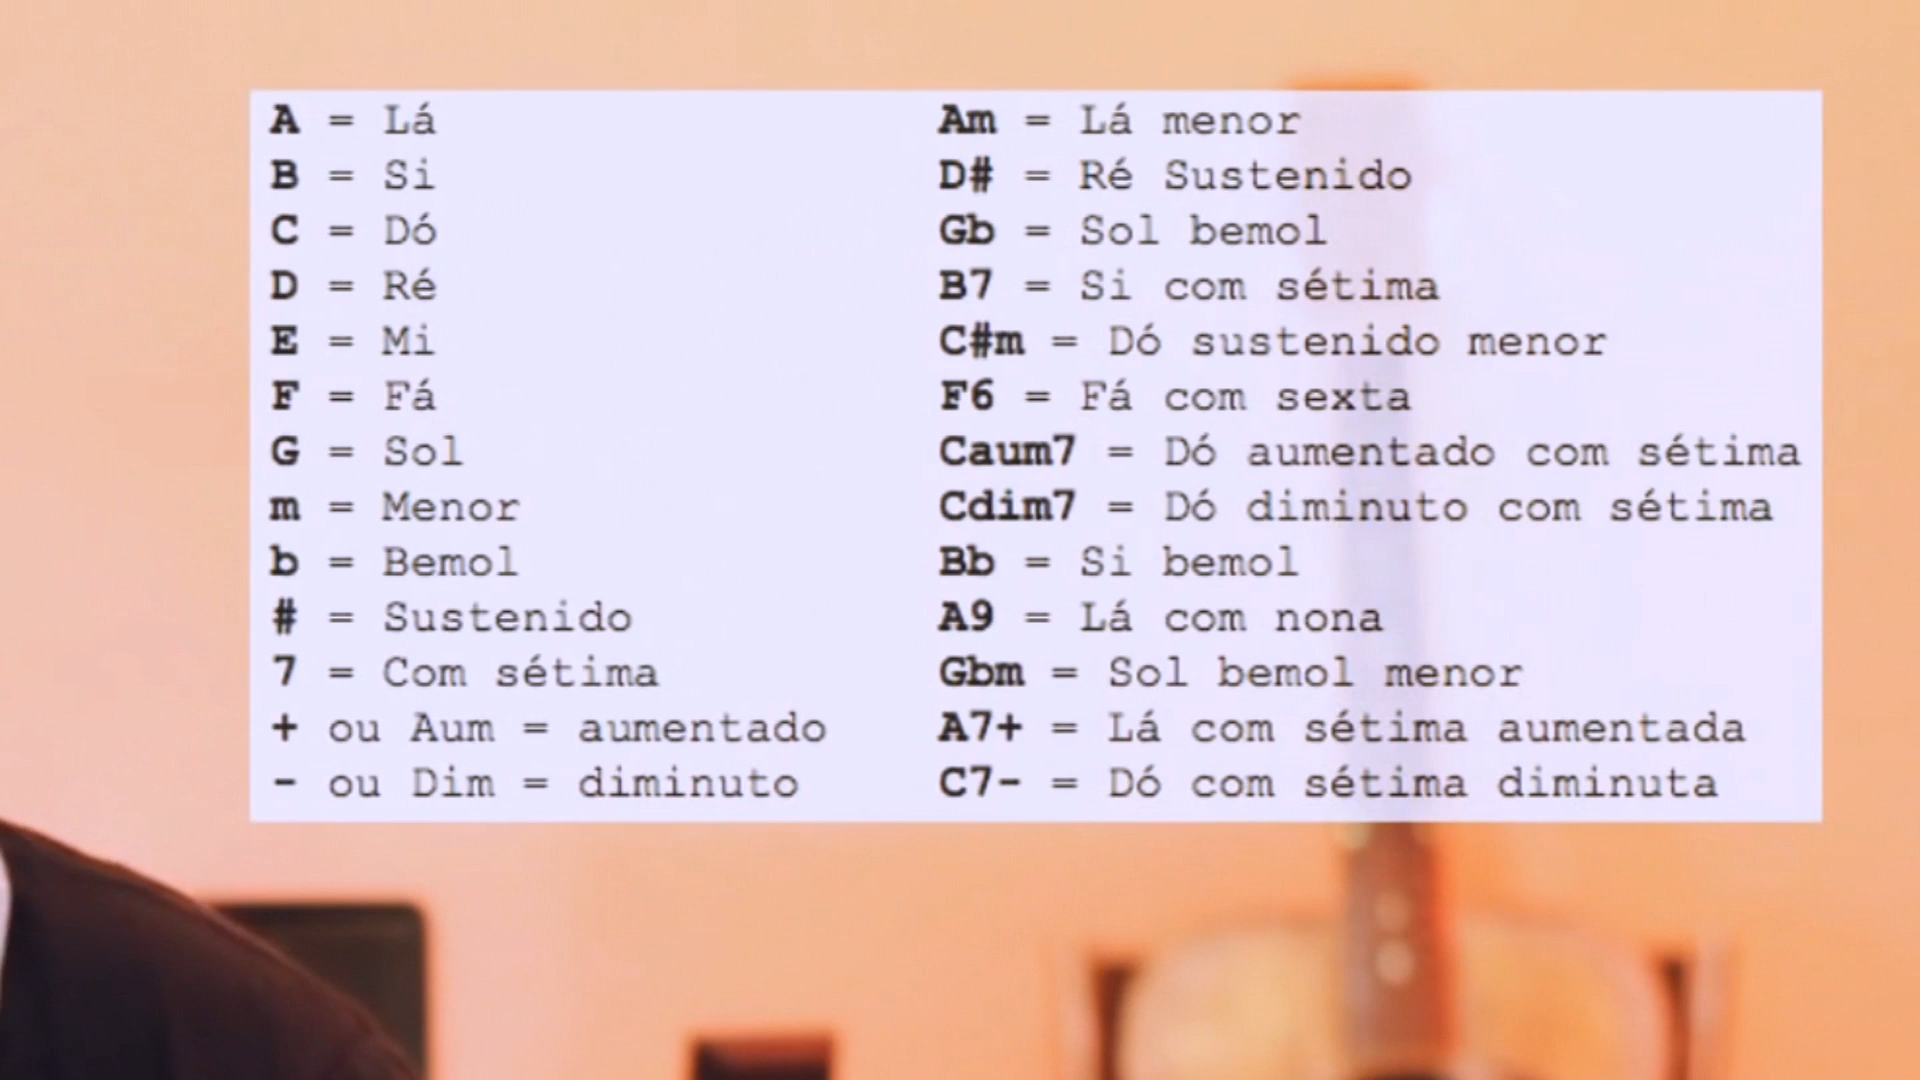 A = Lá
B = Si
C = Dó
D = Ré
E = Mi
F = Fá
G = Sol
m = Menor
b = Bemol
# = Sustenido
7 = Com sétima
+ ou Aum = aumentado
- ou Dim = diminuto
Am = Lá menor
D# = Ré Sustenido
Gb = Sol bemol
B7 = Si com sétima
C#m = Dó sustenido menor
F6 = Fá com sexta
Caum7 = Dó aumentado com sétima
Cdim7 = Dó diminuto com sétima
Bb = Si bemol
A9 = Lá com nona
Gbm = Sol bemol menor
A7+ = Lá com sétima aumentada
C7- = Dó com sétima diminuta